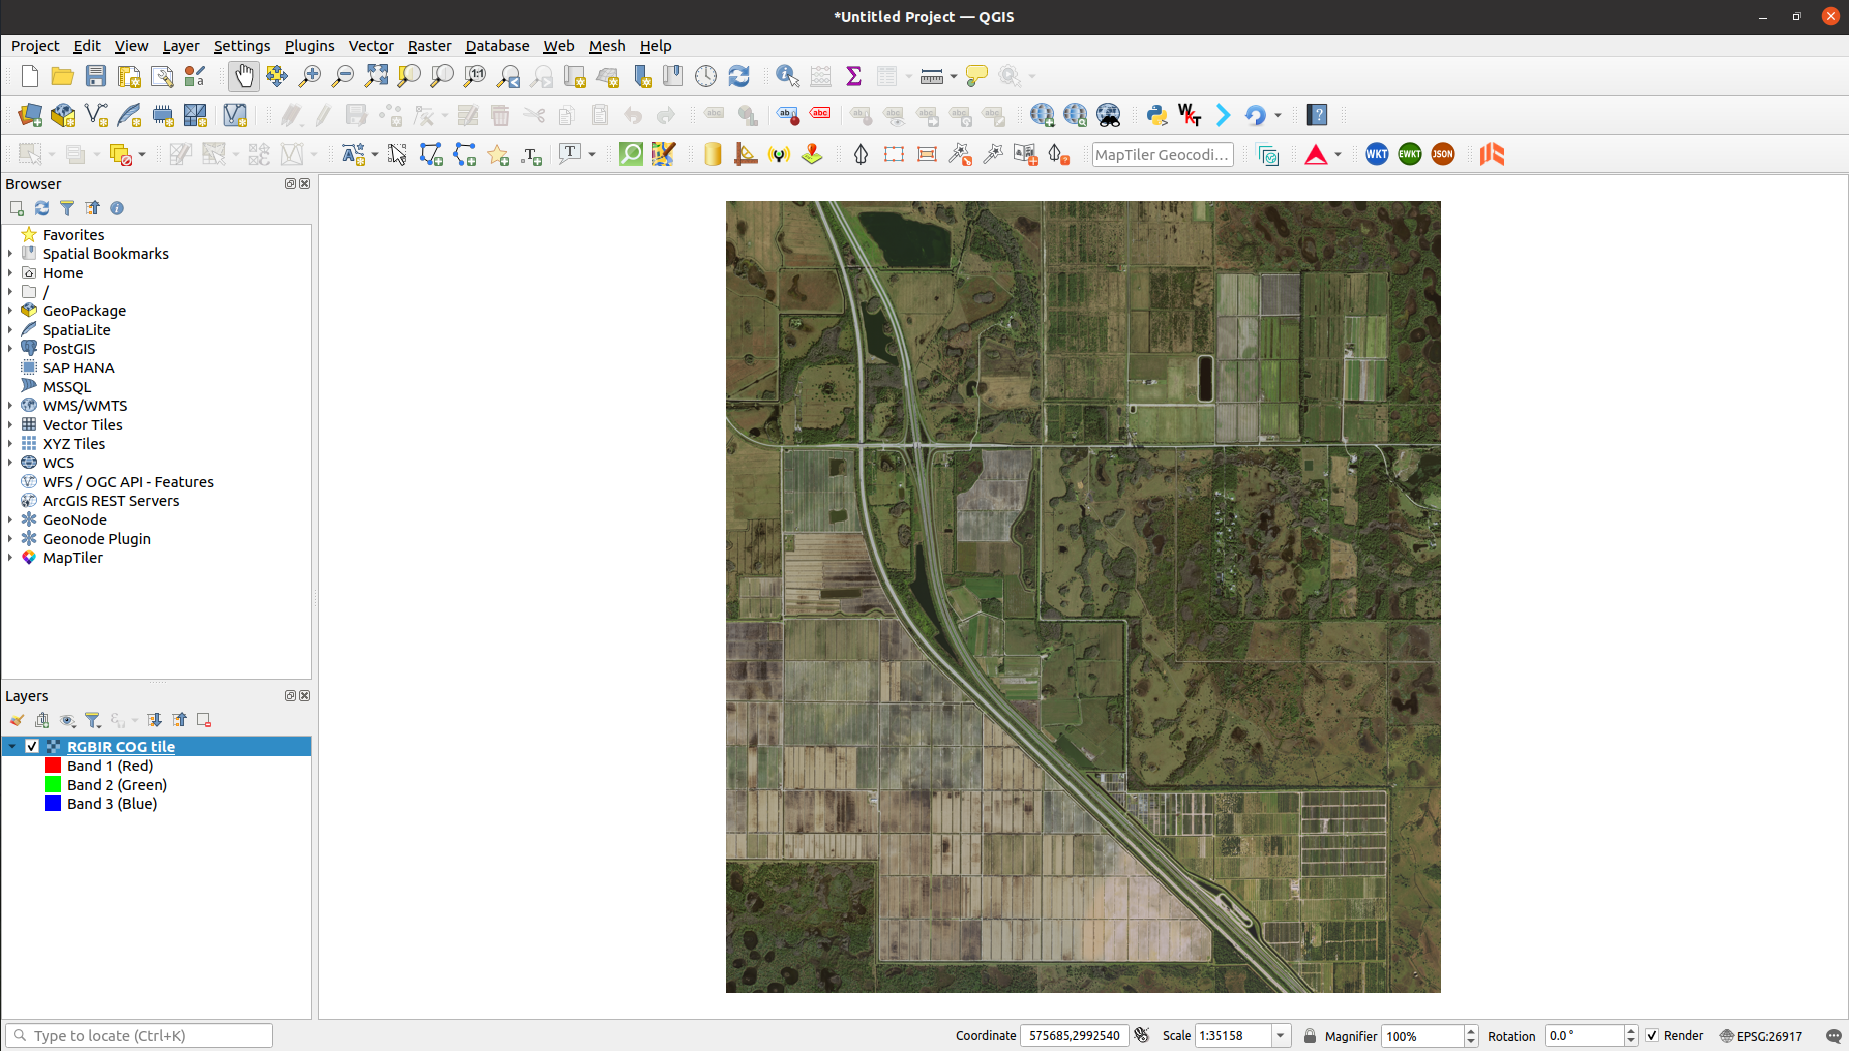 *Untitled Project — QGIS
Project Edit View Layer Settings Plugins Vector Raster Database Web Mesh Help
MapTiler Geocodi...
WKT EWKT JSON
Browser
Favorites
Spatial Bookmarks
Home
/
GeoPackage
SpatiaLite
PostGIS
SAP HANA
MSSQL
WMS/WMTS
Vector Tiles
XYZ Tiles
WCS
WFS / OGC API - Features
ArcGIS REST Servers
GeoNode
Geonode Plugin
MapTiler
Layers
RGBIR COG tile
Band 1 (Red)
Band 2 (Green)
Band 3 (Blue)
Type to locate (Ctrl+K) Coordinate 575685,2992540 Scale 1:35158 Magnifier 100% Rotation 0.0 ° Render EPSG:26917